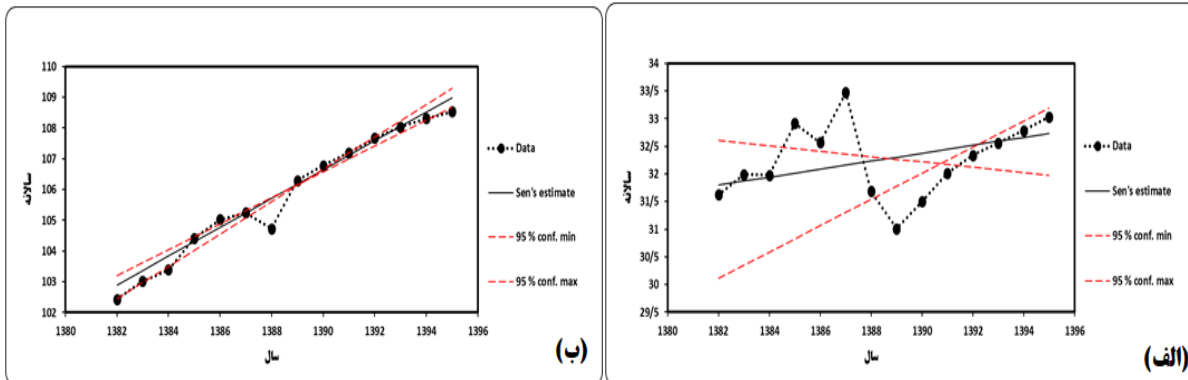 34
33/5
33
32/5
32
31/5
31
30/5
30
29/5
سالانه
1380 1382 1384 1386 1388 1390 1392 1394 1396
سال
Data
Sen's estimate
95 % conf. min
95 % conf. max
(الف)
110
109
108
107
106
105
104
103
102
سالانه
1380 1382 1384 1386 1388 1390 1392 1394 1396
سال
Data
Sen's estimate
95 % conf. min
95 % conf. max
(ب)